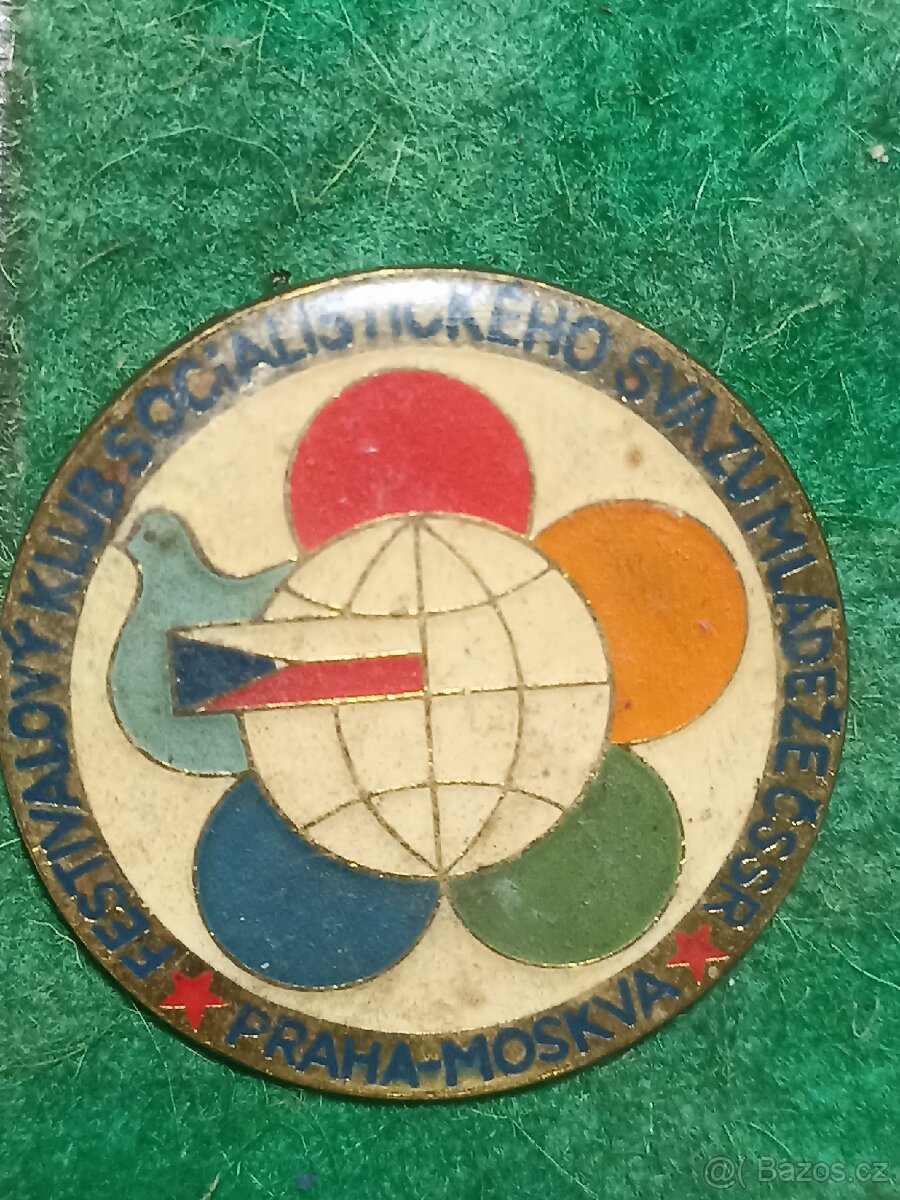 FESTIVALOVÝ KLUB SOCIALISTICKÉHO SVAZU MLÁDEŽE ČSSR
PRAHA-MOSKVA
@( Bazos.cz